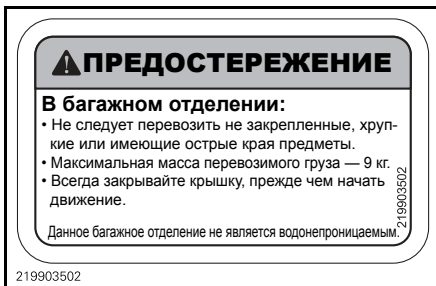 ПРЕДОСТЕРЕЖЕНИЕ
В багажном отделении:
• Не следует перевозить не закрепленные, хруп-
кие или имеющие острые края предметы.
• Максимальная масса перевозимого груза — 9 кг.
• Всегда закрывайте крышку, прежде чем начать
движение.
Данное багажное отделение не является водонепроницаемым.
219903502
219903502